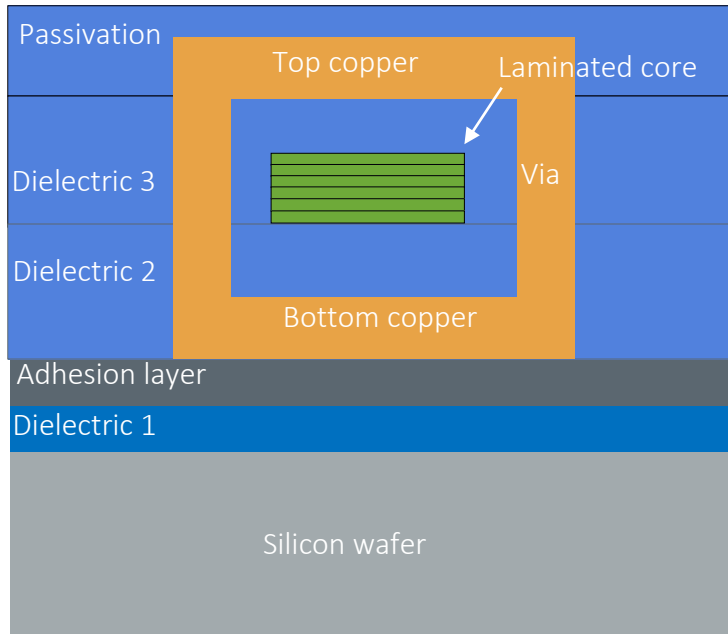 Passivation
Top copper
Laminated core
Dielectric 3
Via
Dielectric 2
Bottom copper
Adhesion layer
Dielectric 1
Silicon wafer